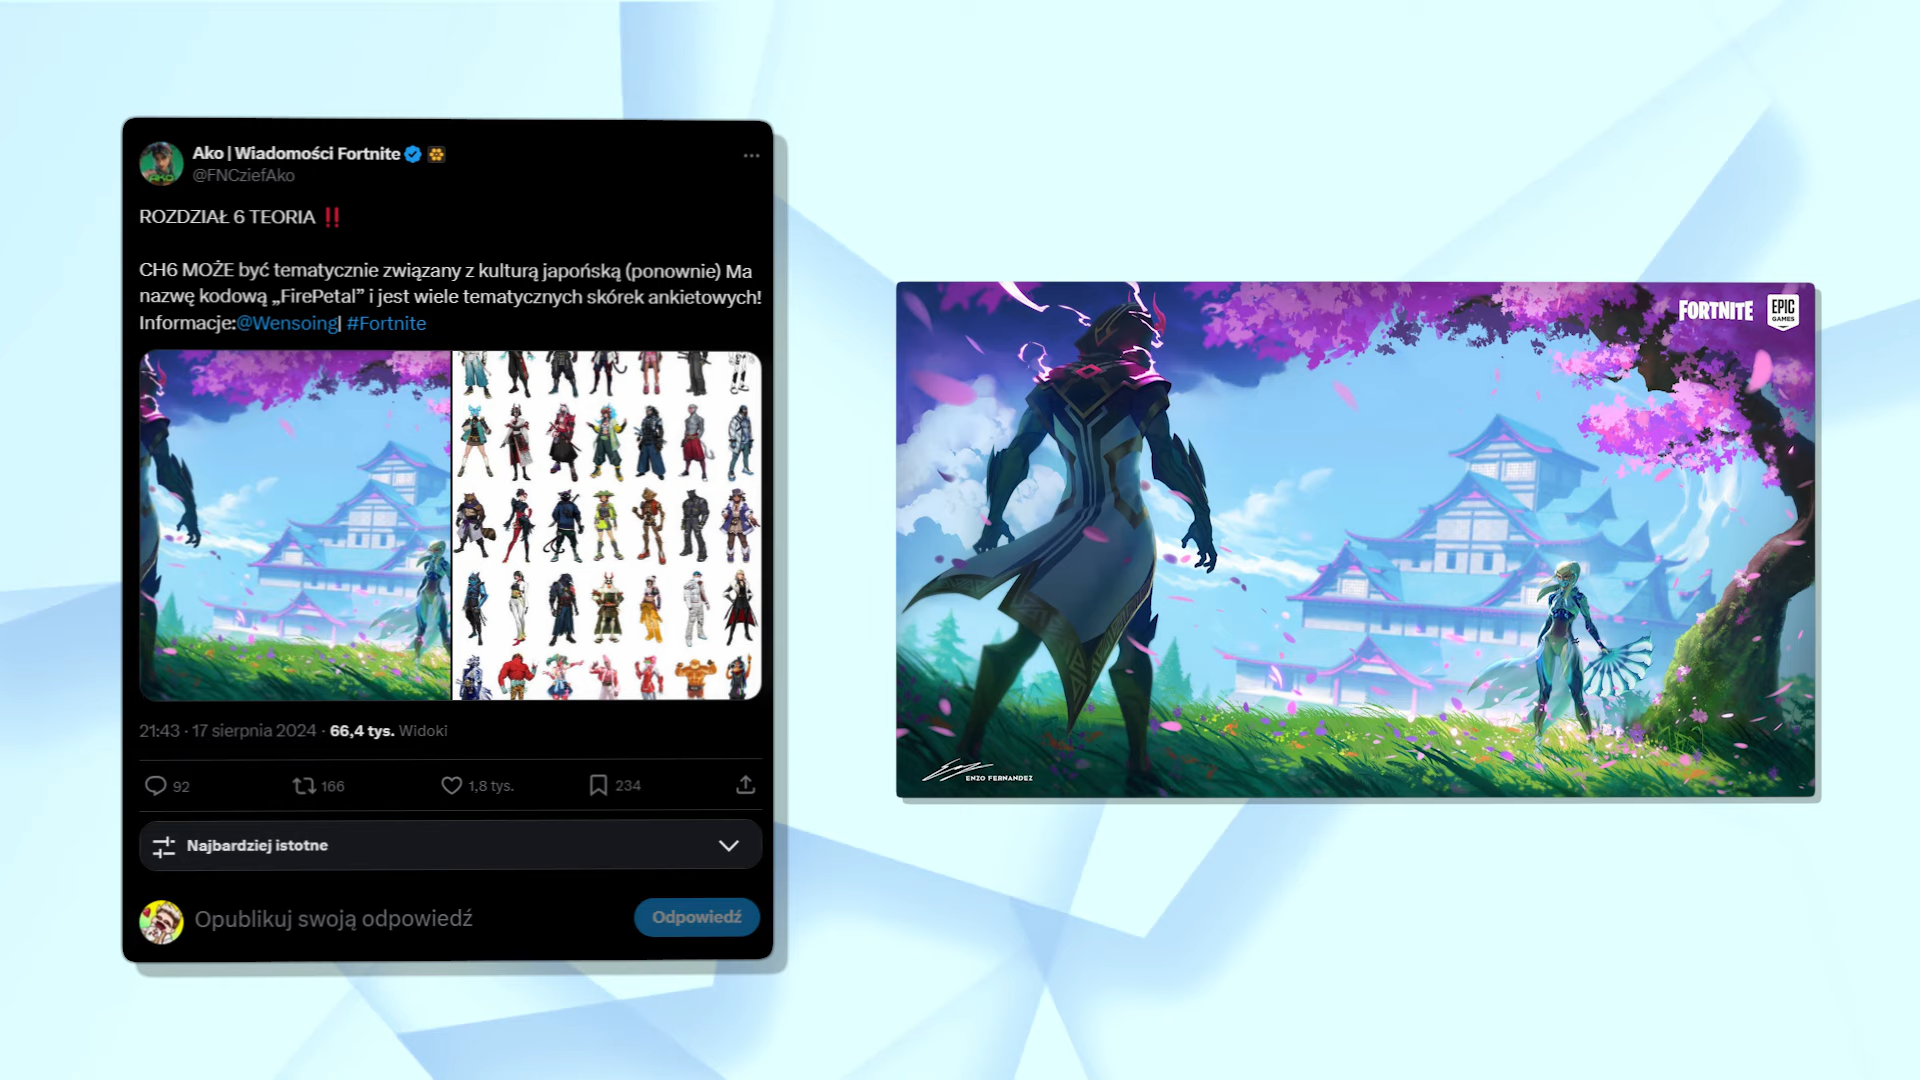 Ako | Wiadomości Fortnite
@FNCziefAko
ROZDZIAŁ 6 TEORIA ‼️
CH6 MOŻE być tematycznie związany z kulturą japońską (ponownie) Ma
nazwę kodową „FirePetal” i jest wiele tematycznych skórek ankietowych!
Informacje:@Wensoing| #Fortnite
21:43 · 17 sierpnia 2024 · 66,4 tys. Widoki
92 166 1,8 tys. 234
Najbardziej istotne
Opublikuj swoją odpowiedź
Odpowiedź
FORTNITE
EPIC
GAMES
ENZO FERNANDEZ